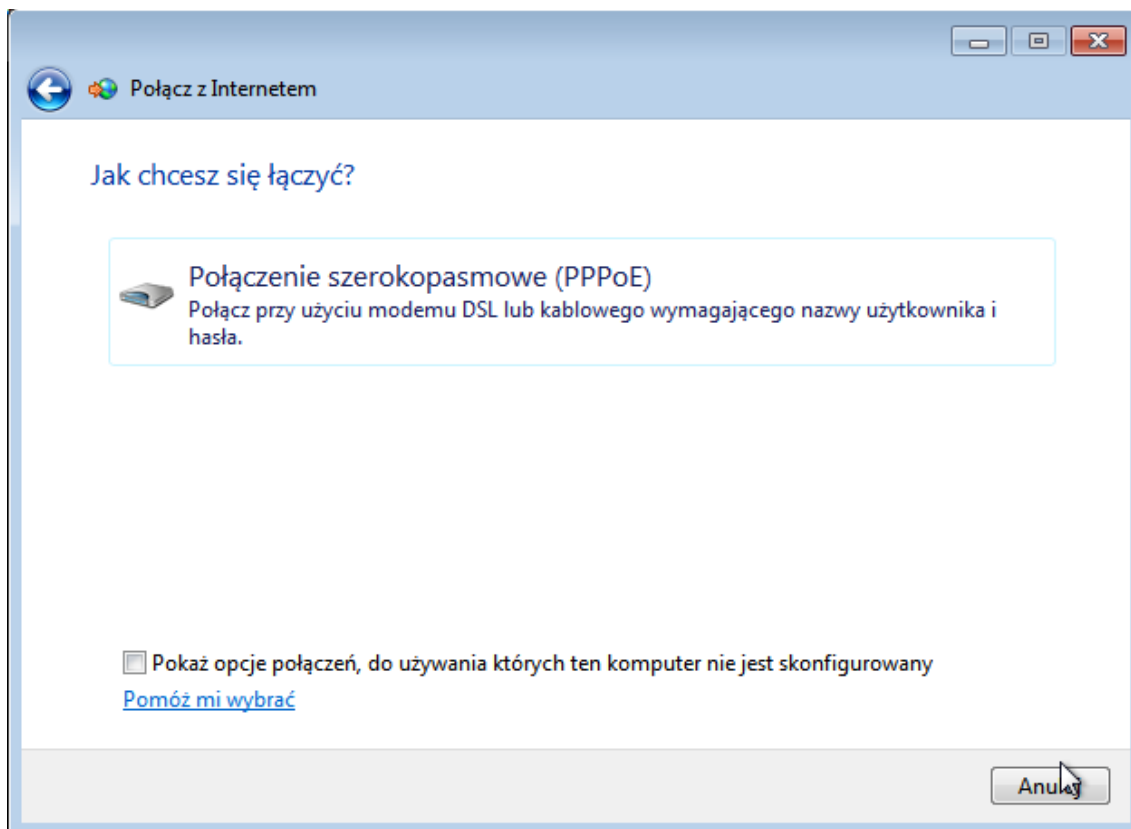 Połącz z Internetem
Jak chcesz się łączyć?
Połączenie szerokopasmowe (PPPoE)
Połącz przy użyciu modemu DSL lub kablowego wymagającego nazwy użytkownika i
hasła.
Pokaż opcje połączeń, do używania których ten komputer nie jest skonfigurowany
Pomóż mi wybrać
Anuluj